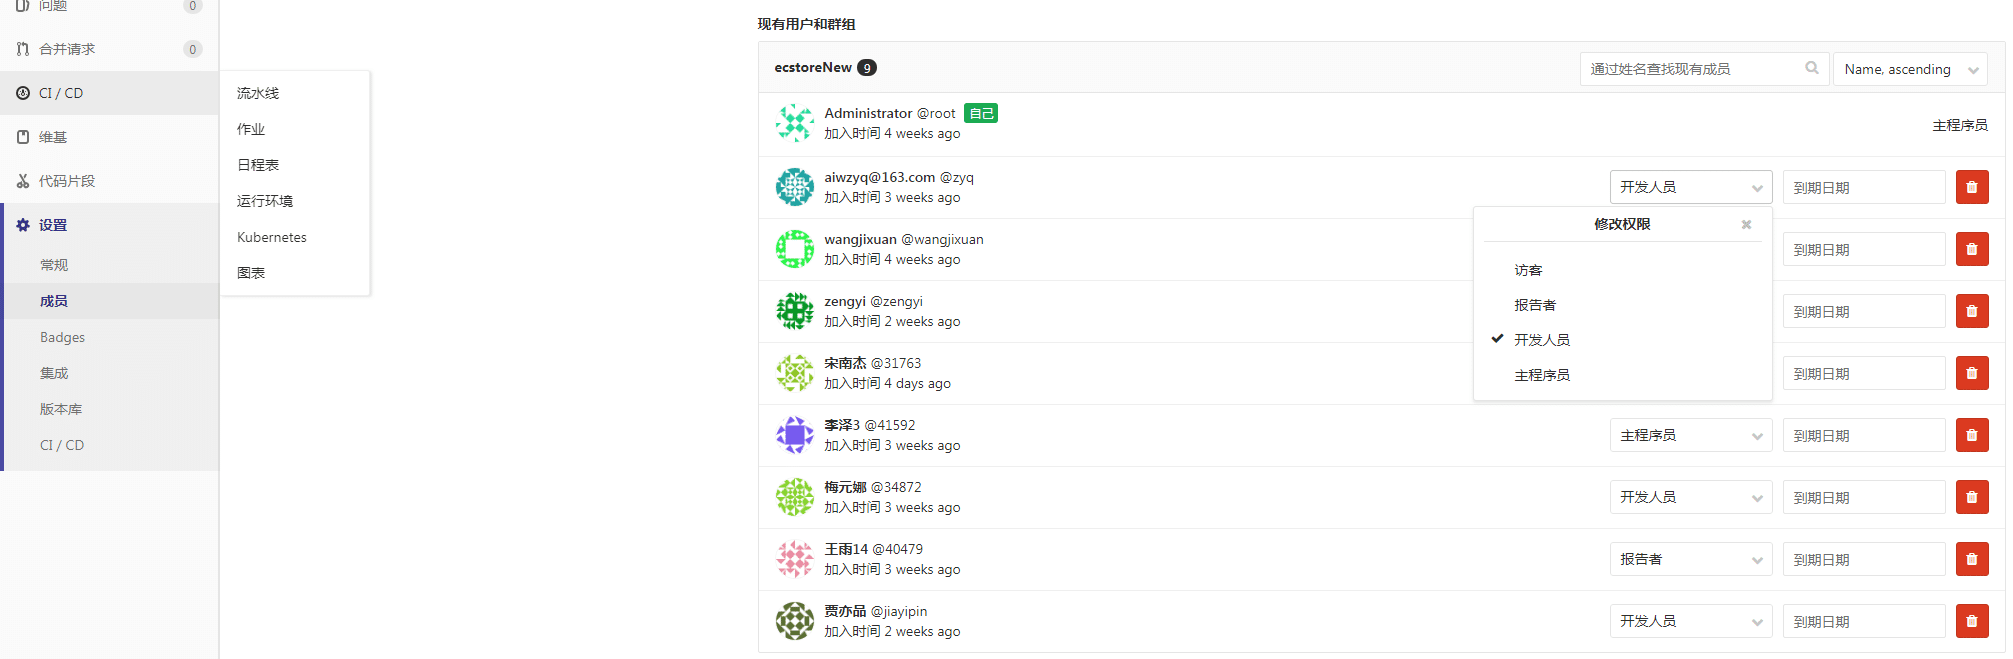 问题 0
合并请求 0
CI / CD
维基
代码片段
设置
常规
成员
Badges
集成
版本库
CI / CD
流水线
作业
日程表
运行环境
Kubernetes
图表
现有用户和群组
ecstoreNew 9
通过姓名查找现有成员
Name, ascending
Administrator @root 自己
加入时间 4 weeks ago
主程序员
aiwzyq@163.com @zyq
加入时间 3 weeks ago
开发人员
到期日期
修改权限
访客
报告者
开发人员
主程序员
wangjixuan @wangjixuan
加入时间 4 weeks ago
到期日期
zengyi @zengyi
加入时间 2 weeks ago
到期日期
宋南杰 @31763
加入时间 4 days ago
到期日期
李泽3 @41592
加入时间 3 weeks ago
主程序员
到期日期
梅元娜 @34872
加入时间 3 weeks ago
开发人员
到期日期
王雨14 @40479
加入时间 3 weeks ago
报告者
到期日期
贾亦品 @jiayipin
加入时间 2 weeks ago
开发人员
到期日期